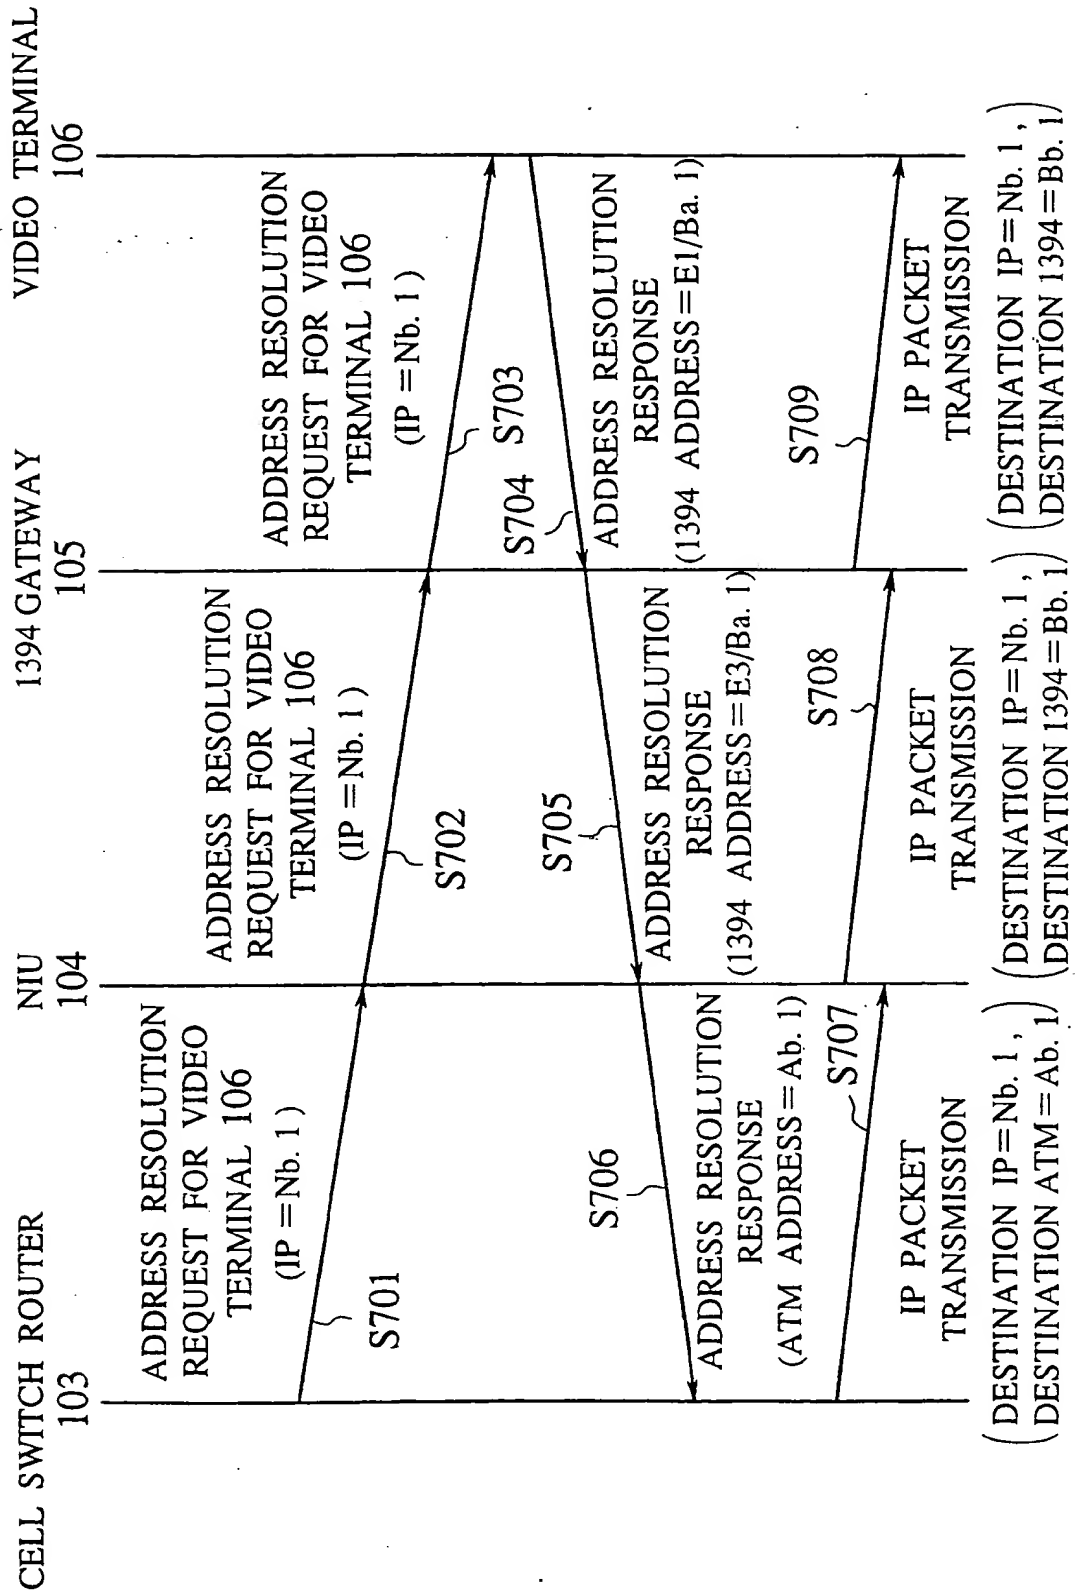 CELL SWITCH ROUTER
103
NIU
104
1394 GATEWAY
105
VIDEO TERMINAL
106
ADDRESS RESOLUTION
REQUEST FOR VIDEO
TERMINAL 106
(IP =Nb. 1 )
S701
ADDRESS RESOLUTION
REQUEST FOR VIDEO
TERMINAL 106
(IP =Nb. 1 )
S702
ADDRESS RESOLUTION
REQUEST FOR VIDEO
TERMINAL 106
(IP =Nb. 1 )
S703
S704
ADDRESS RESOLUTION
RESPONSE
(1394 ADDRESS=E1/Ba. 1)
S705
ADDRESS RESOLUTION
RESPONSE
(1394 ADDRESS=E3/Ba. 1)
S706
ADDRESS RESOLUTION
RESPONSE
(ATM ADDRESS=Ab. 1)
S707
IP PACKET
TRANSMISSION
(DESTINATION IP=Nb. 1 ,
DESTINATION ATM=Ab. 1)
S708
IP PACKET
TRANSMISSION
(DESTINATION IP=Nb. 1 ,
DESTINATION 1394=Bb. 1)
S709
IP PACKET
TRANSMISSION
(DESTINATION IP=Nb. 1 ,
DESTINATION 1394=Bb. 1)